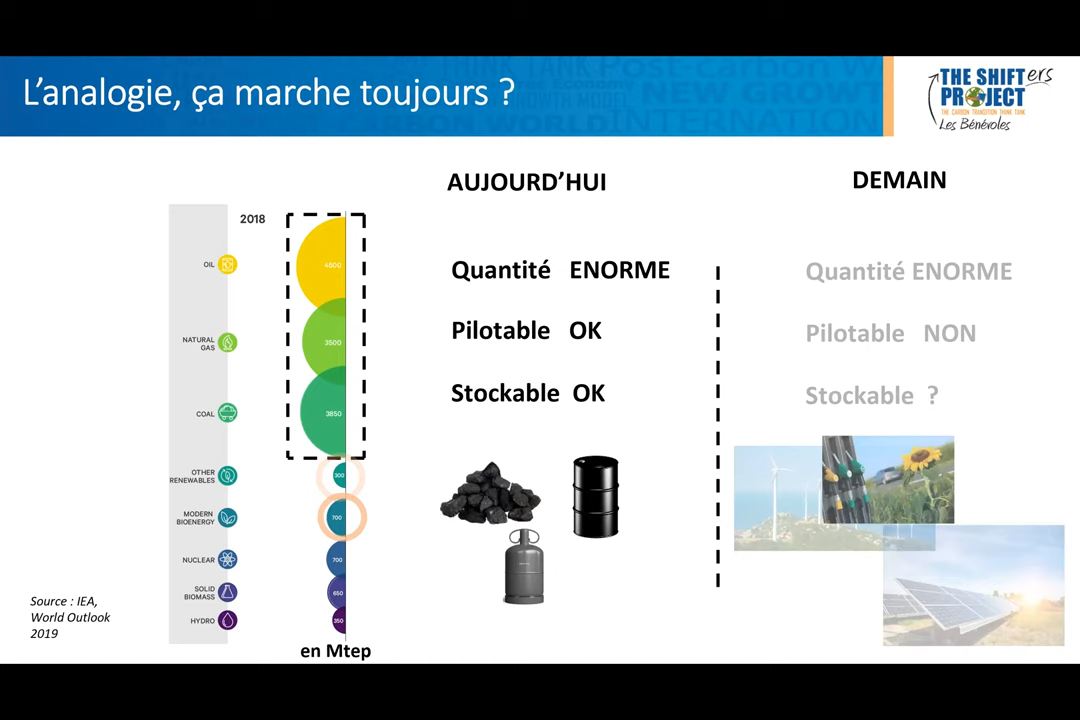 L'analogie, ça marche toujours ?
THE SHIFTers
PROJECT
THE CARBON TRANSITION THINK TANK
Les Bénévoles
AUJOURD'HUI
DEMAIN
2018
OIL
4500
NATURAL
GAS
3500
COAL
3850
OTHER
RENEWABLES
300
MODERN
BIOENERGY
700
NUCLEAR
700
SOLID
BIOMASS
650
HYDRO
350
en Mtep
Quantité ENORME
Pilotable OK
Stockable OK
Quantité ENORME
Pilotable NON
Stockable ?
Source : IEA,
World Outlook
2019